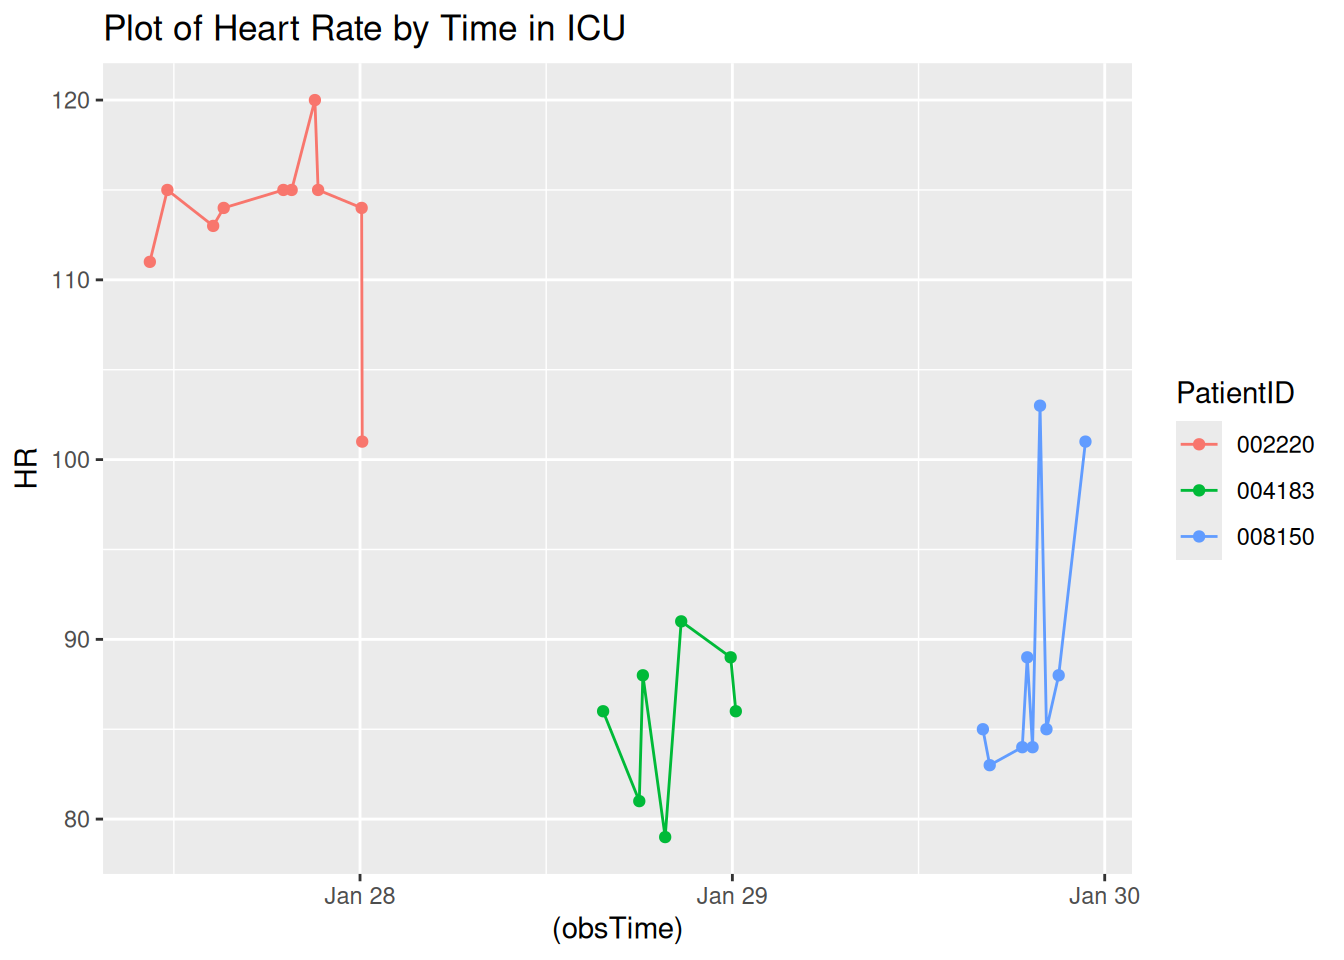 Plot of Heart Rate by Time in ICU
120
110
100
90
80
HR
Jan 28
Jan 29
Jan 30
(obsTime)
PatientID
002220
004183
008150